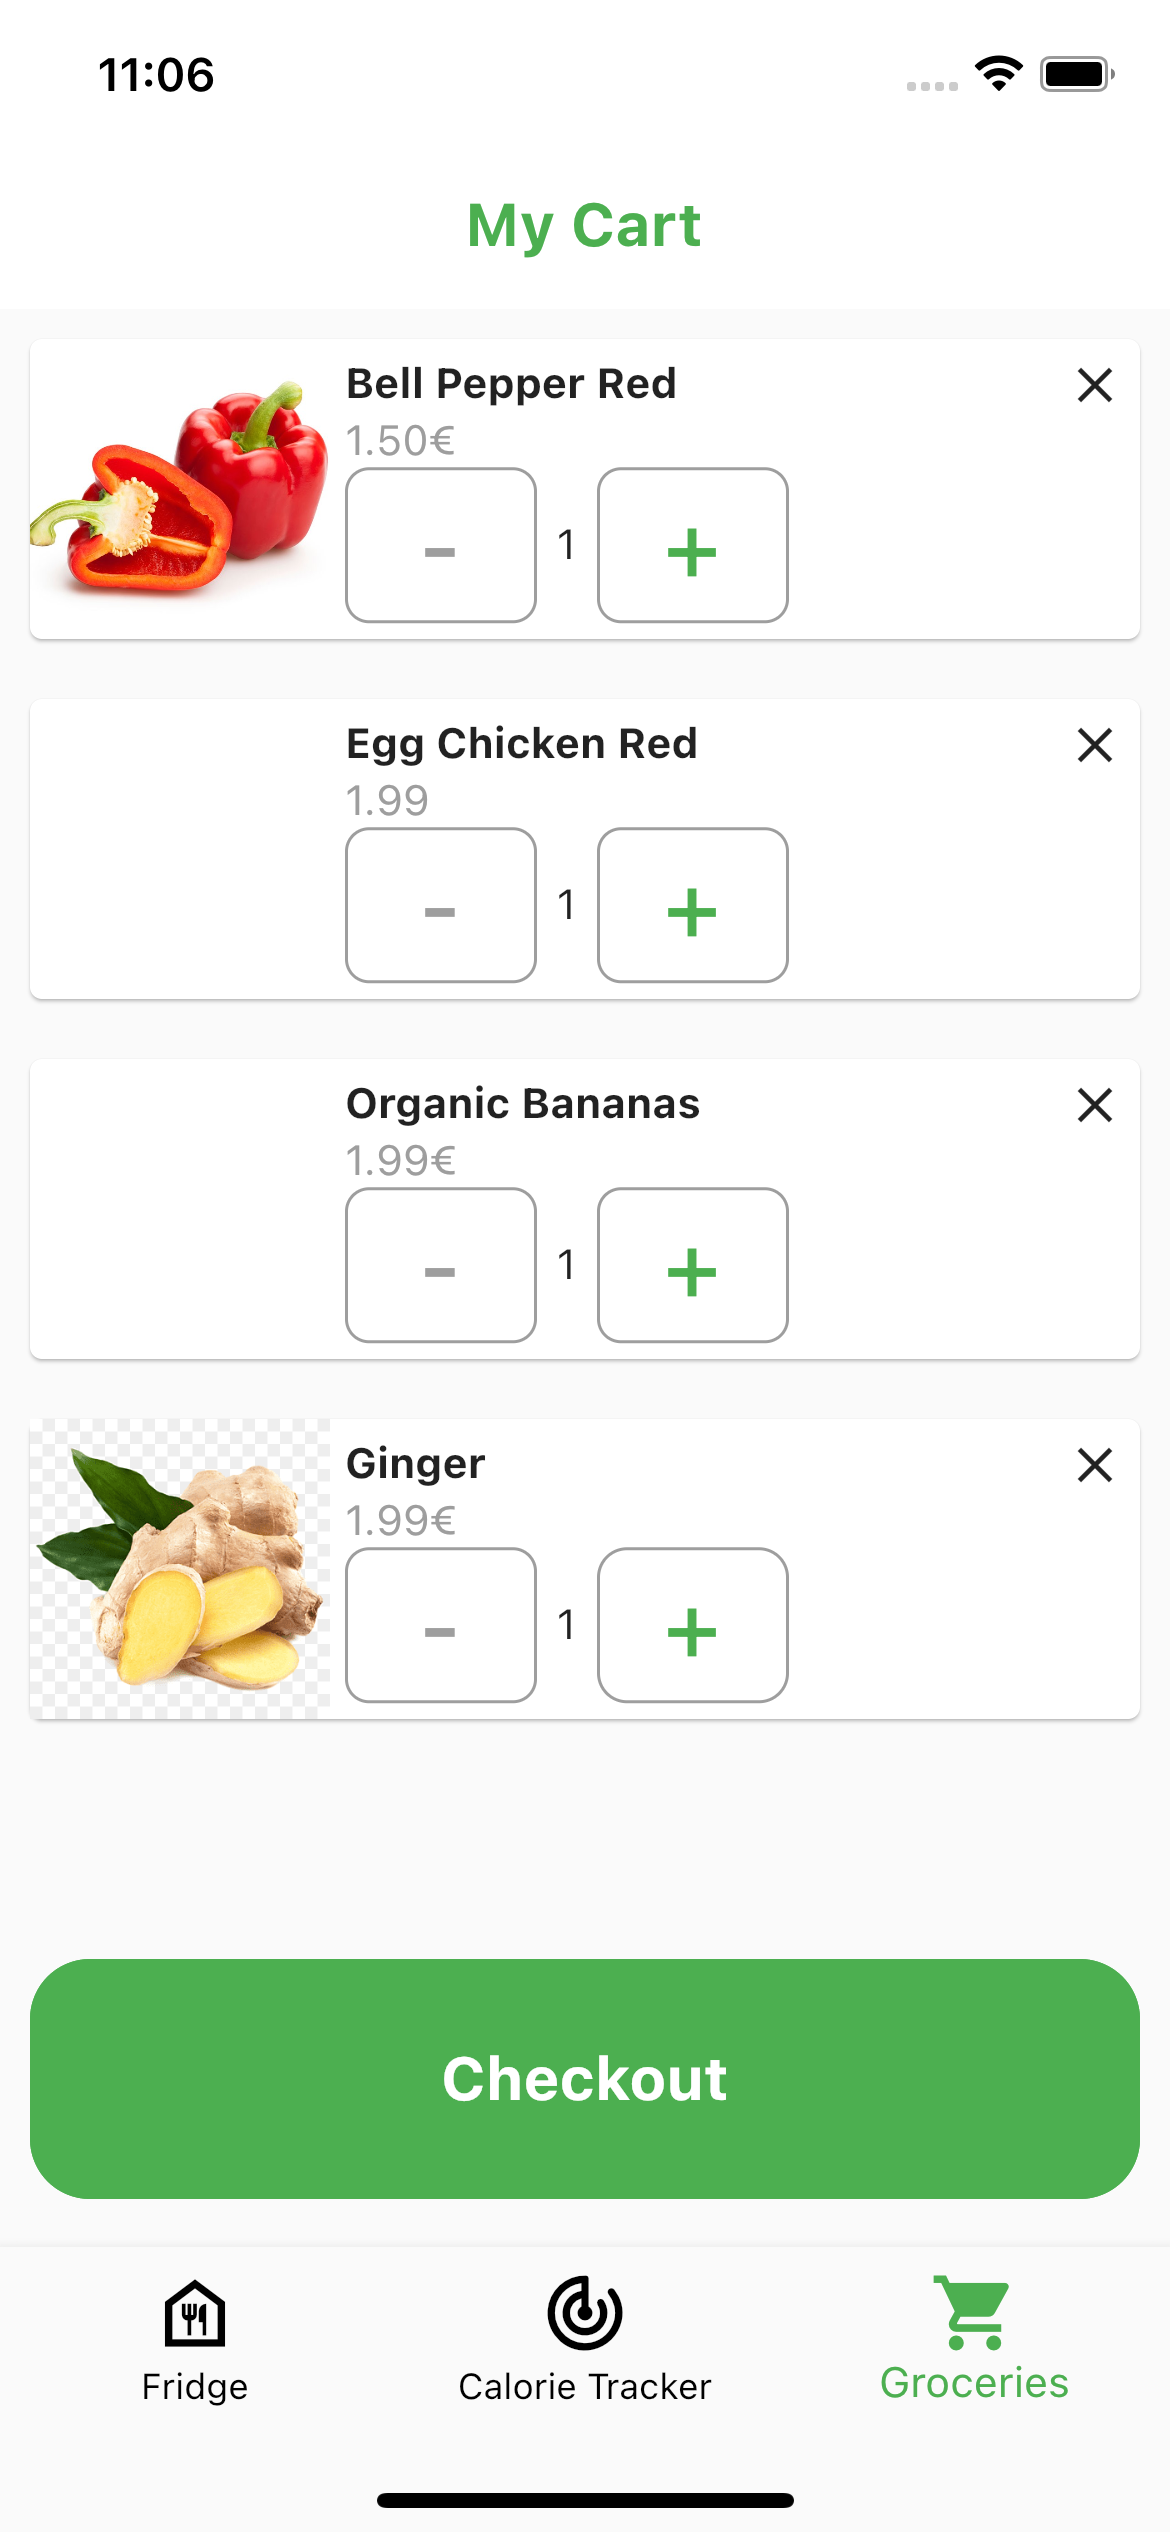 11:06
My Cart
Bell Pepper Red
1.50€
- 1 +
Egg Chicken Red
1.99
- 1 +
Organic Bananas
1.99€
- 1 +
Ginger
1.99€
- 1 +
Checkout
Fridge Calorie Tracker Groceries